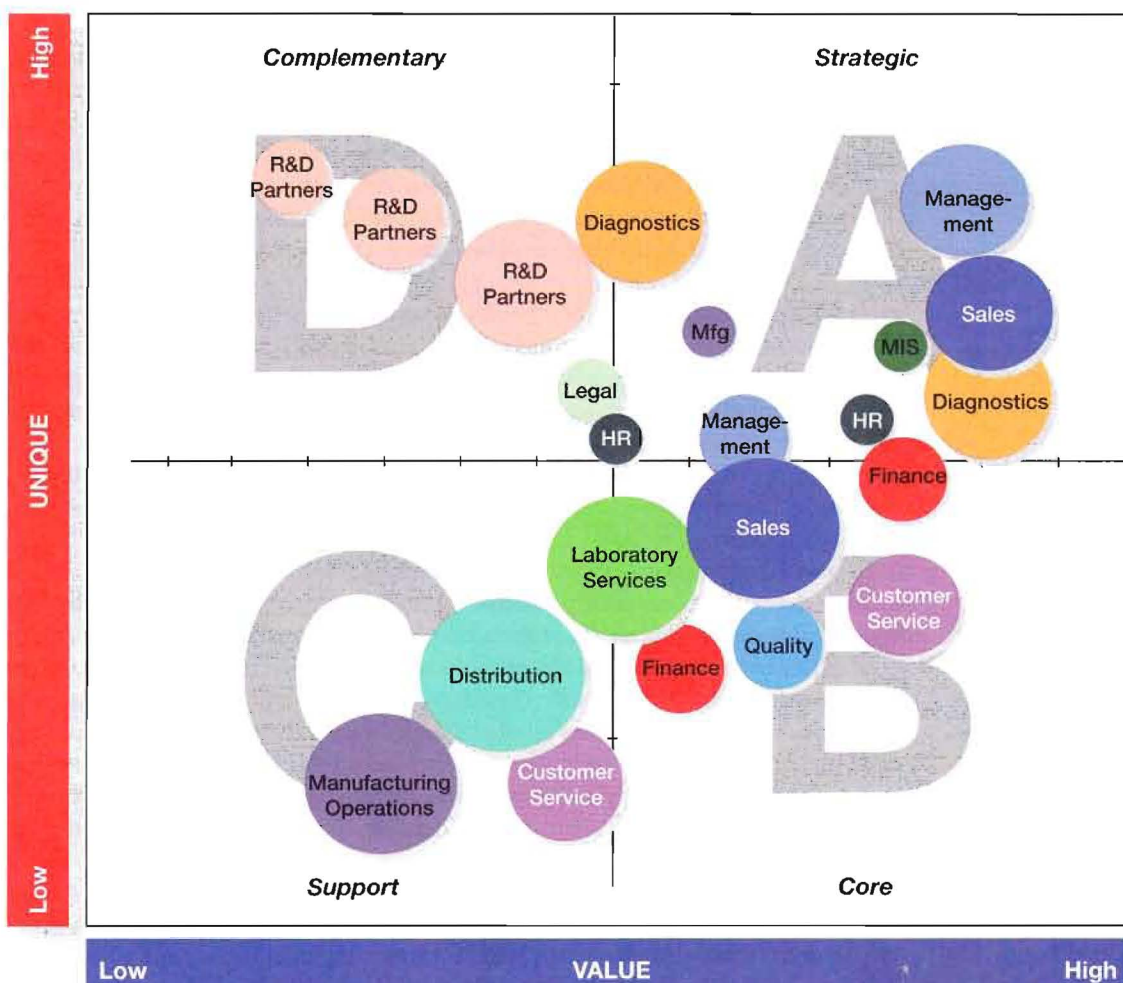 High
Complementary
Strategic
D
A
R&D
Partners
R&D
Partners
R&D
Partners
Diagnostics
Manage-
ment
Sales
Mfg
MIS
Legal
Diagnostics
HR
Manage-
ment
HR
UNIQUE
Finance
Sales
Laboratory
Services
C
B
Customer
Service
Quality
Finance
Distribution
Manufacturing
Operations
Customer
Service
Support
Core
Low
Low
VALUE
High